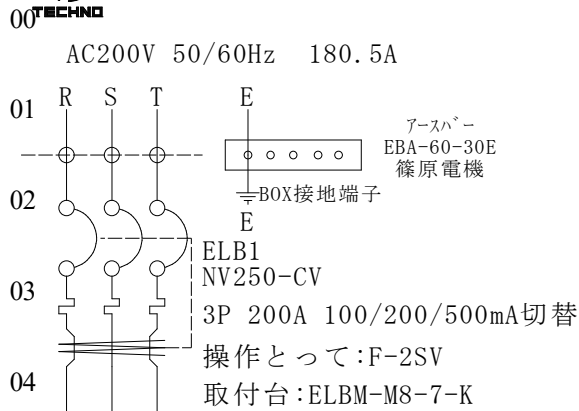 TECHNO
00
AC200V 50/60Hz 180.5A
01 R S T E
アースバー
EBA-60-30E
篠原電機
BOX接地端子
02
E
ELB1
NV250-CV
03
3P 200A 100/200/500mA切替
操作とって:F-2SV
04
取付台:ELBM-M8-7-K